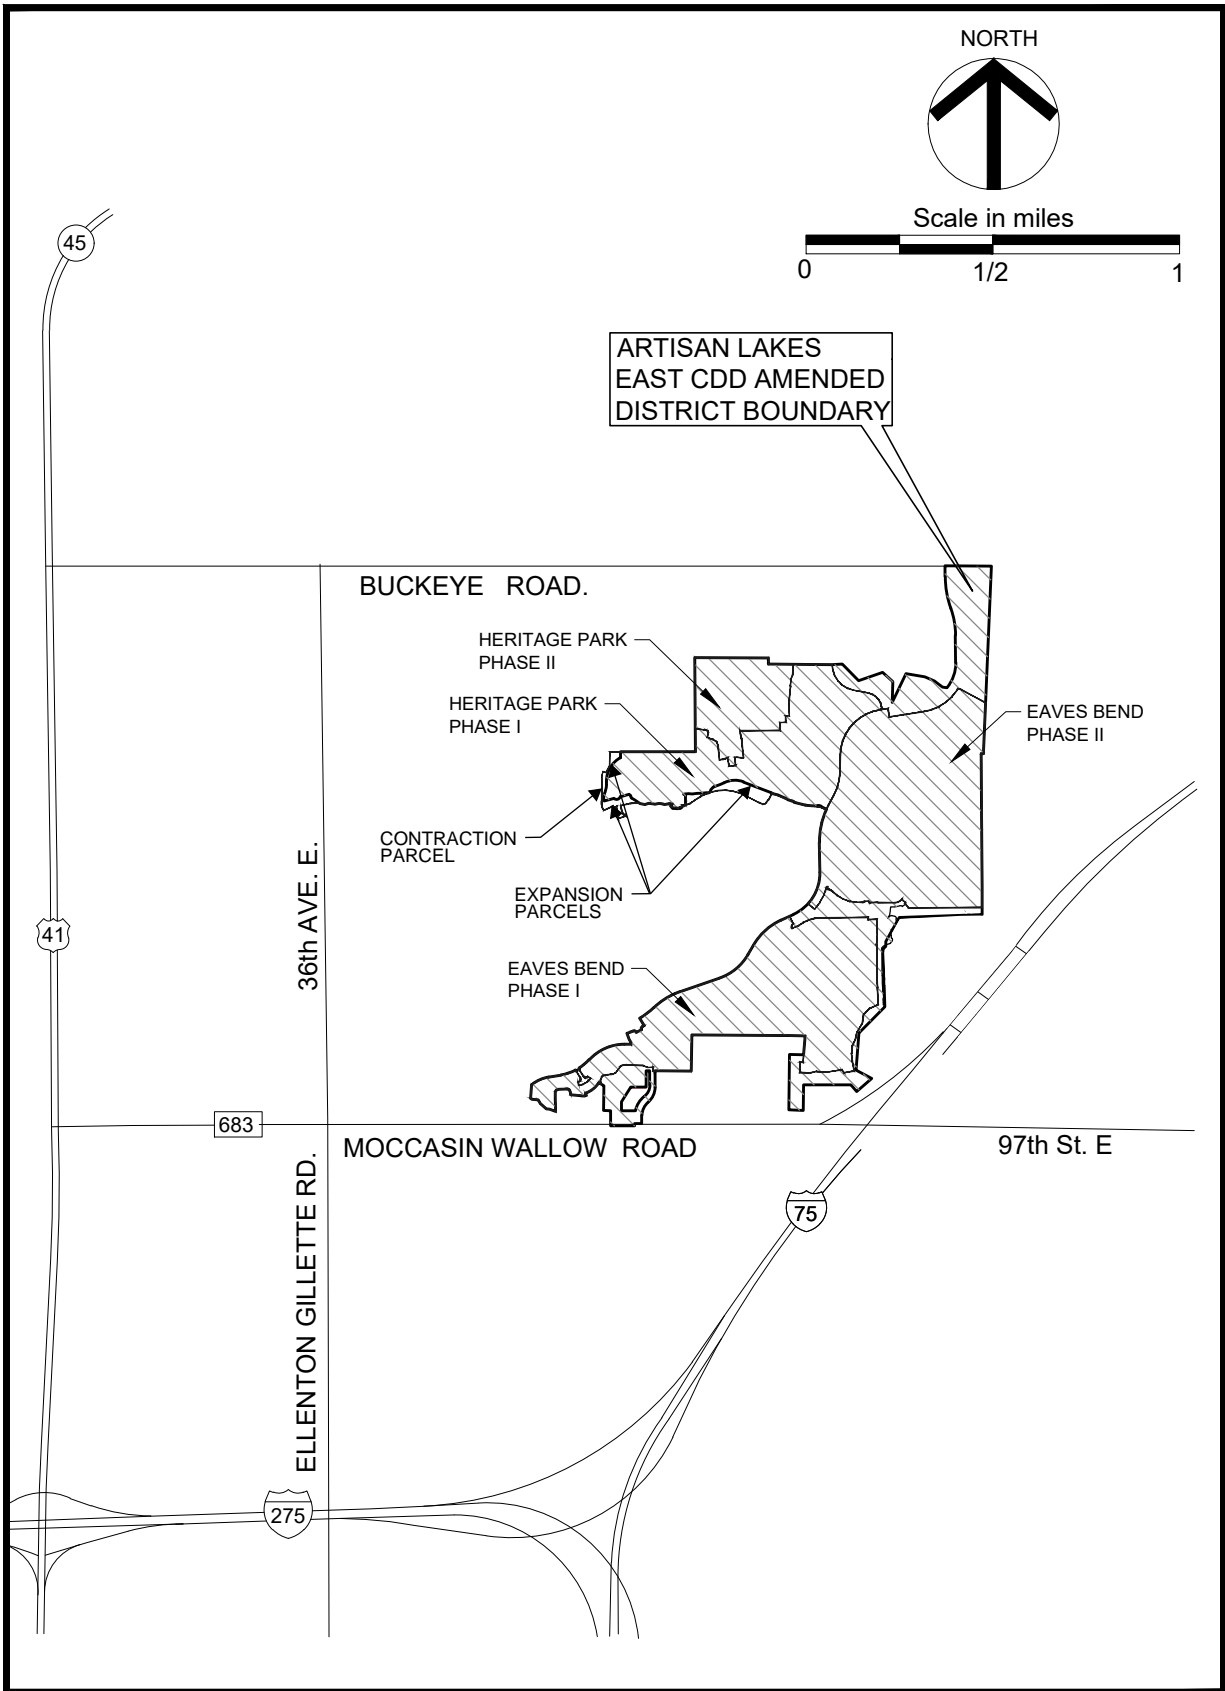 NORTH
Scale in miles
0 1/2 1
45
ARTISAN LAKES
EAST CDD AMENDED
DISTRICT BOUNDARY
BUCKEYE ROAD.
HERITAGE PARK
PHASE II
HERITAGE PARK
PHASE I
EAVES BEND
PHASE II
CONTRACTION
PARCEL
EXPANSION
PARCELS
36th AVE. E.
41
EAVES BEND
PHASE I
683
MOCCASIN WALLOW ROAD
97th St. E
75
ELLENTON GILLETTE RD.
275